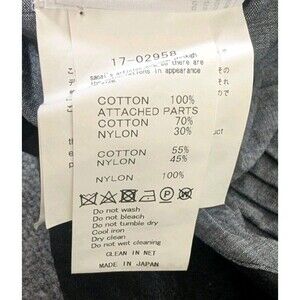 17-02958
COTTON 100%
ATTACHED PARTS
COTTON 70%
NYLON 30%
COTTON 55%
NYLON 45%
NYLON 100%
Do not wash
Do not bleach
Do not tumble dry
Cool iron
Dry clean
Do not wet cleaning
CLEAN IN NET
MADE IN JAPAN